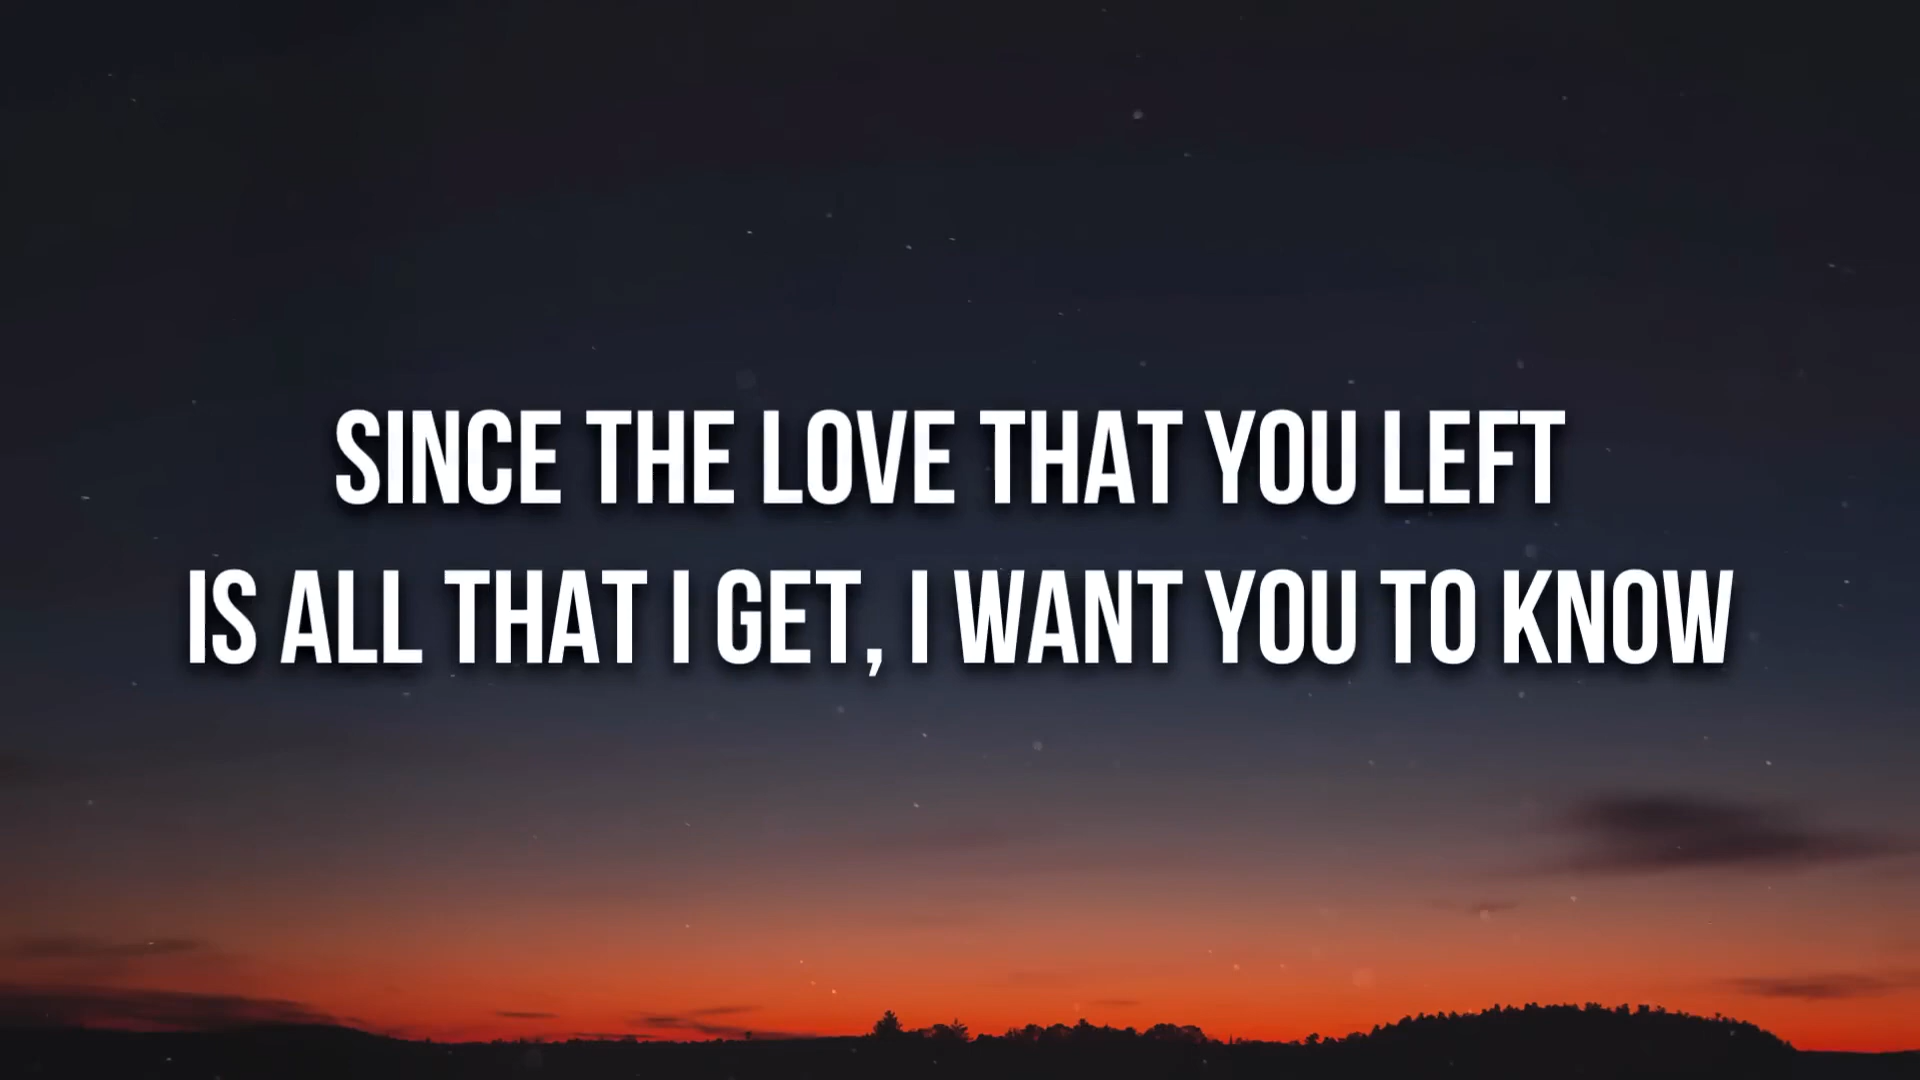 SINCE THE LOVE THAT YOU LEFT
IS ALL THAT I GET, I WANT YOU TO KNOW